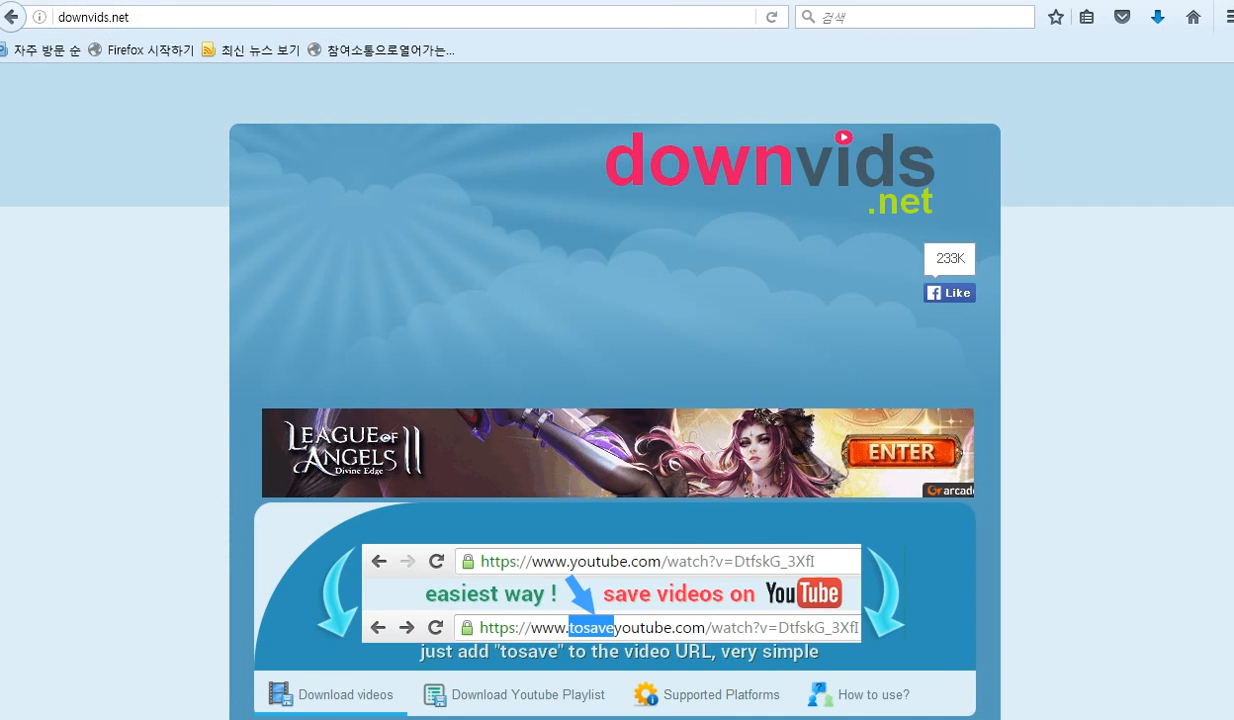 downvids.net
검색
자주 방문 순 Firefox 시작하기 최신 뉴스 보기 참여소통으로열어가는...
downvids
.net
233K
Like
LEAGUE OF ANGELS II
Divine Edge
ENTER
arcade
https://www.youtube.com/watch?v=DtfskG_3XfI
easiest way ! save videos on YouTube
https://www.tosaveyoutube.com/watch?v=DtfskG_3XfI
just add "tosave" to the video URL, very simple
Download videos Download Youtube Playlist Supported Platforms How to use?